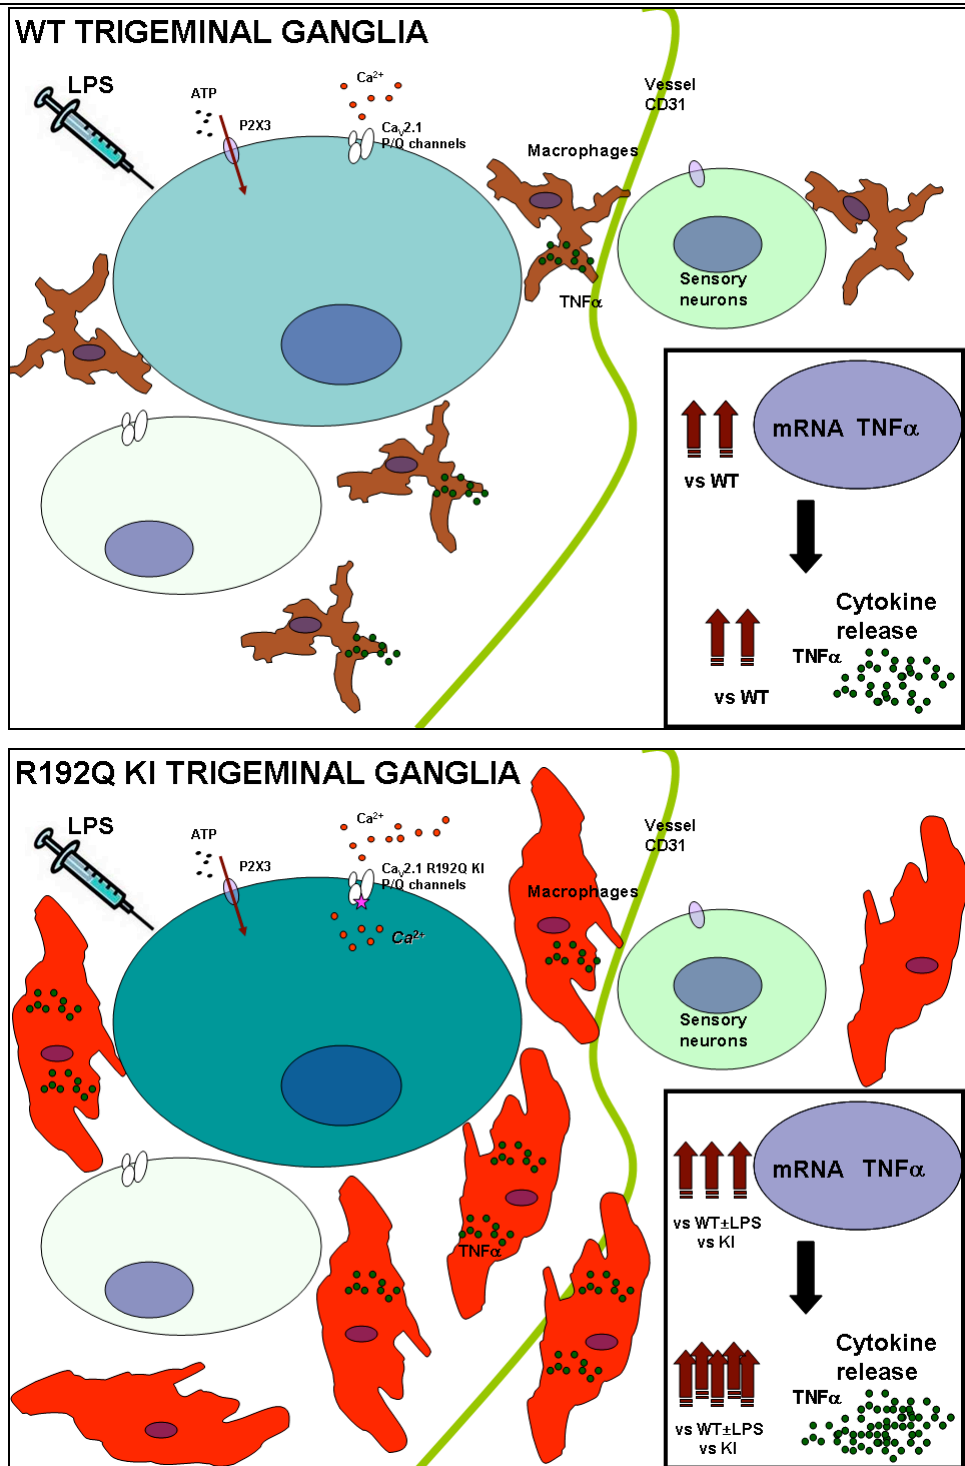 WT TRIGEMINAL GANGLIA
LPS
ATP
P2X3
Ca²⁺
CaV2.1
P/Q channels
Vessel
CD31
Macrophages
TNFα
Sensory
neurons
mRNA TNFα
vs WT
Cytokine
release
TNFα
vs WT
R192Q KI TRIGEMINAL GANGLIA
LPS
ATP
P2X3
Ca²⁺
CaV2.1 R192Q KI
P/Q channels
Ca²⁺
Vessel
CD31
Macrophages
Sensory
neurons
TNFα
mRNA TNFα
vs WT±LPS
vs KI
Cytokine
release
TNFα
vs WT±LPS
vs KI